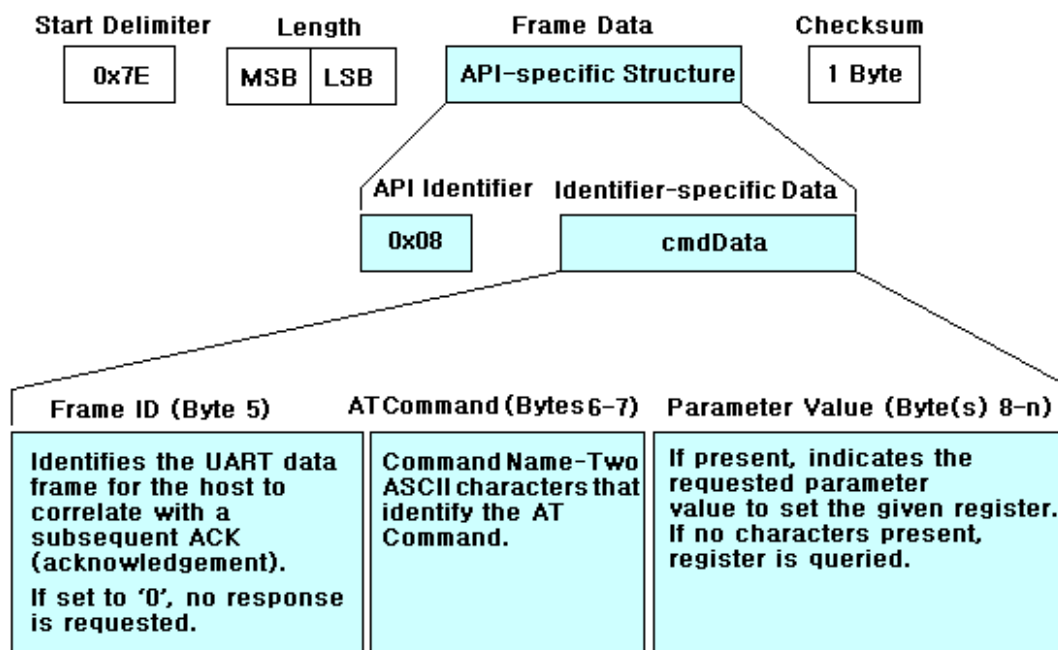 Start Delimiter Length Frame Data Checksum
0x7E MSB LSB API-specific Structure 1 Byte
API Identifier Identifier-specific Data
0x08 cmdData
Frame ID (Byte 5) AT Command (Bytes 6-7) Parameter Value (Byte(s) 8-n)
Identifies the UART data
frame for the host to
correlate with a
subsequent ACK
(acknowledgement).
If set to '0', no response
is requested.
Command Name-Two
ASCII characters that
identify the AT
Command.
If present, indicates the
requested parameter
value to set the given register.
If no characters present,
register is queried.